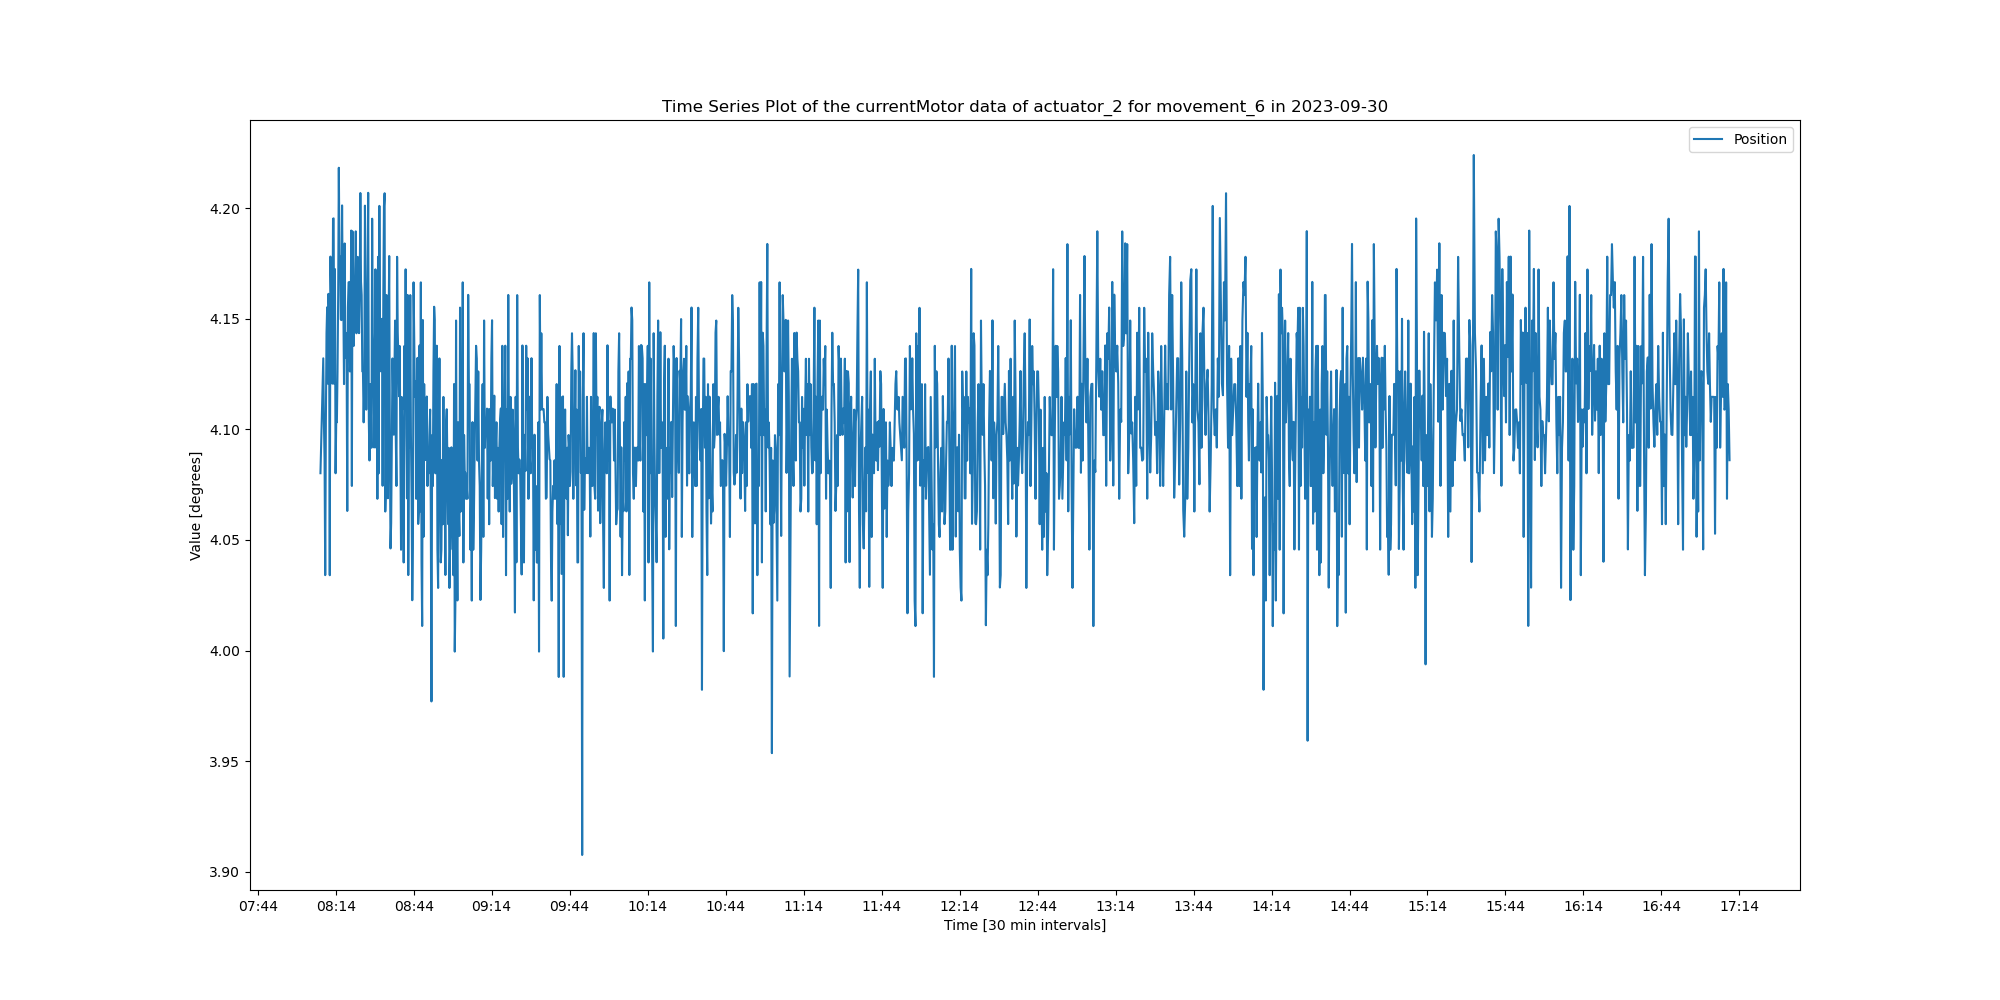 Time Series Plot of the currentMotor data of actuator_2 for movement_6 in 2023-09-30
Position
Value [degrees]
4.20
4.15
4.10
4.05
4.00
3.95
3.90
07:44 08:14 08:44 09:14 09:44 10:14 10:44 11:14 11:44 12:14 12:44 13:14 13:44 14:14 14:44 15:14 15:44 16:14 16:44 17:14
Time [30 min intervals]